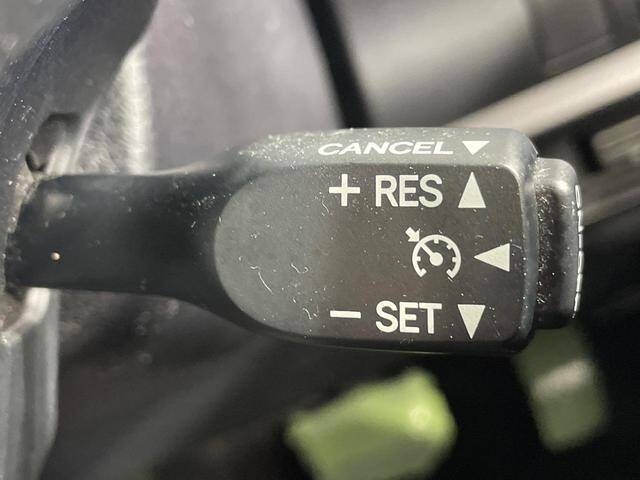 CANCEL ▼
+ RES ▲
◀
− SET ▼